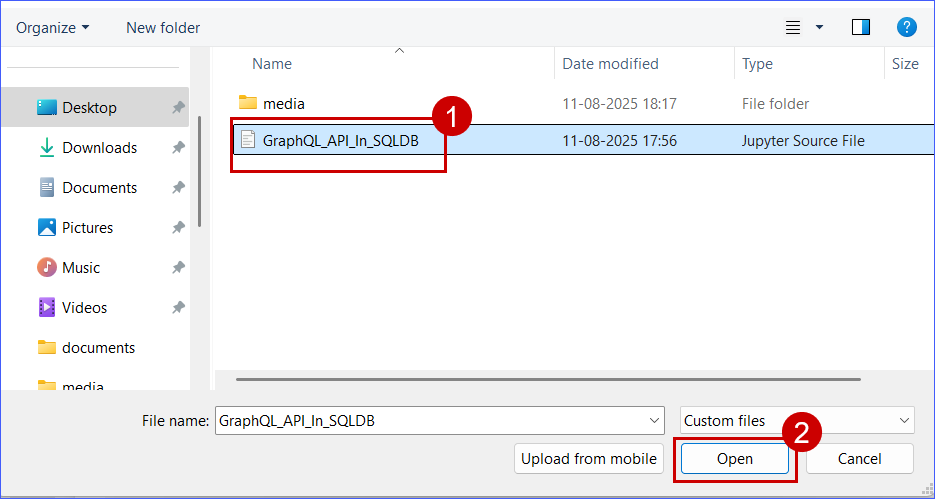 Organize New folder ?
Name Date modified Type Size
Desktop
Downloads
Documents
Pictures
Music
Videos
documents
media
media 11-08-2025 18:17 File folder
1
GraphQL_API_In_SQLDB 11-08-2025 17:56 Jupyter Source File
File name: GraphQL_API_In_SQLDB Custom files
2
Upload from mobile Open Cancel